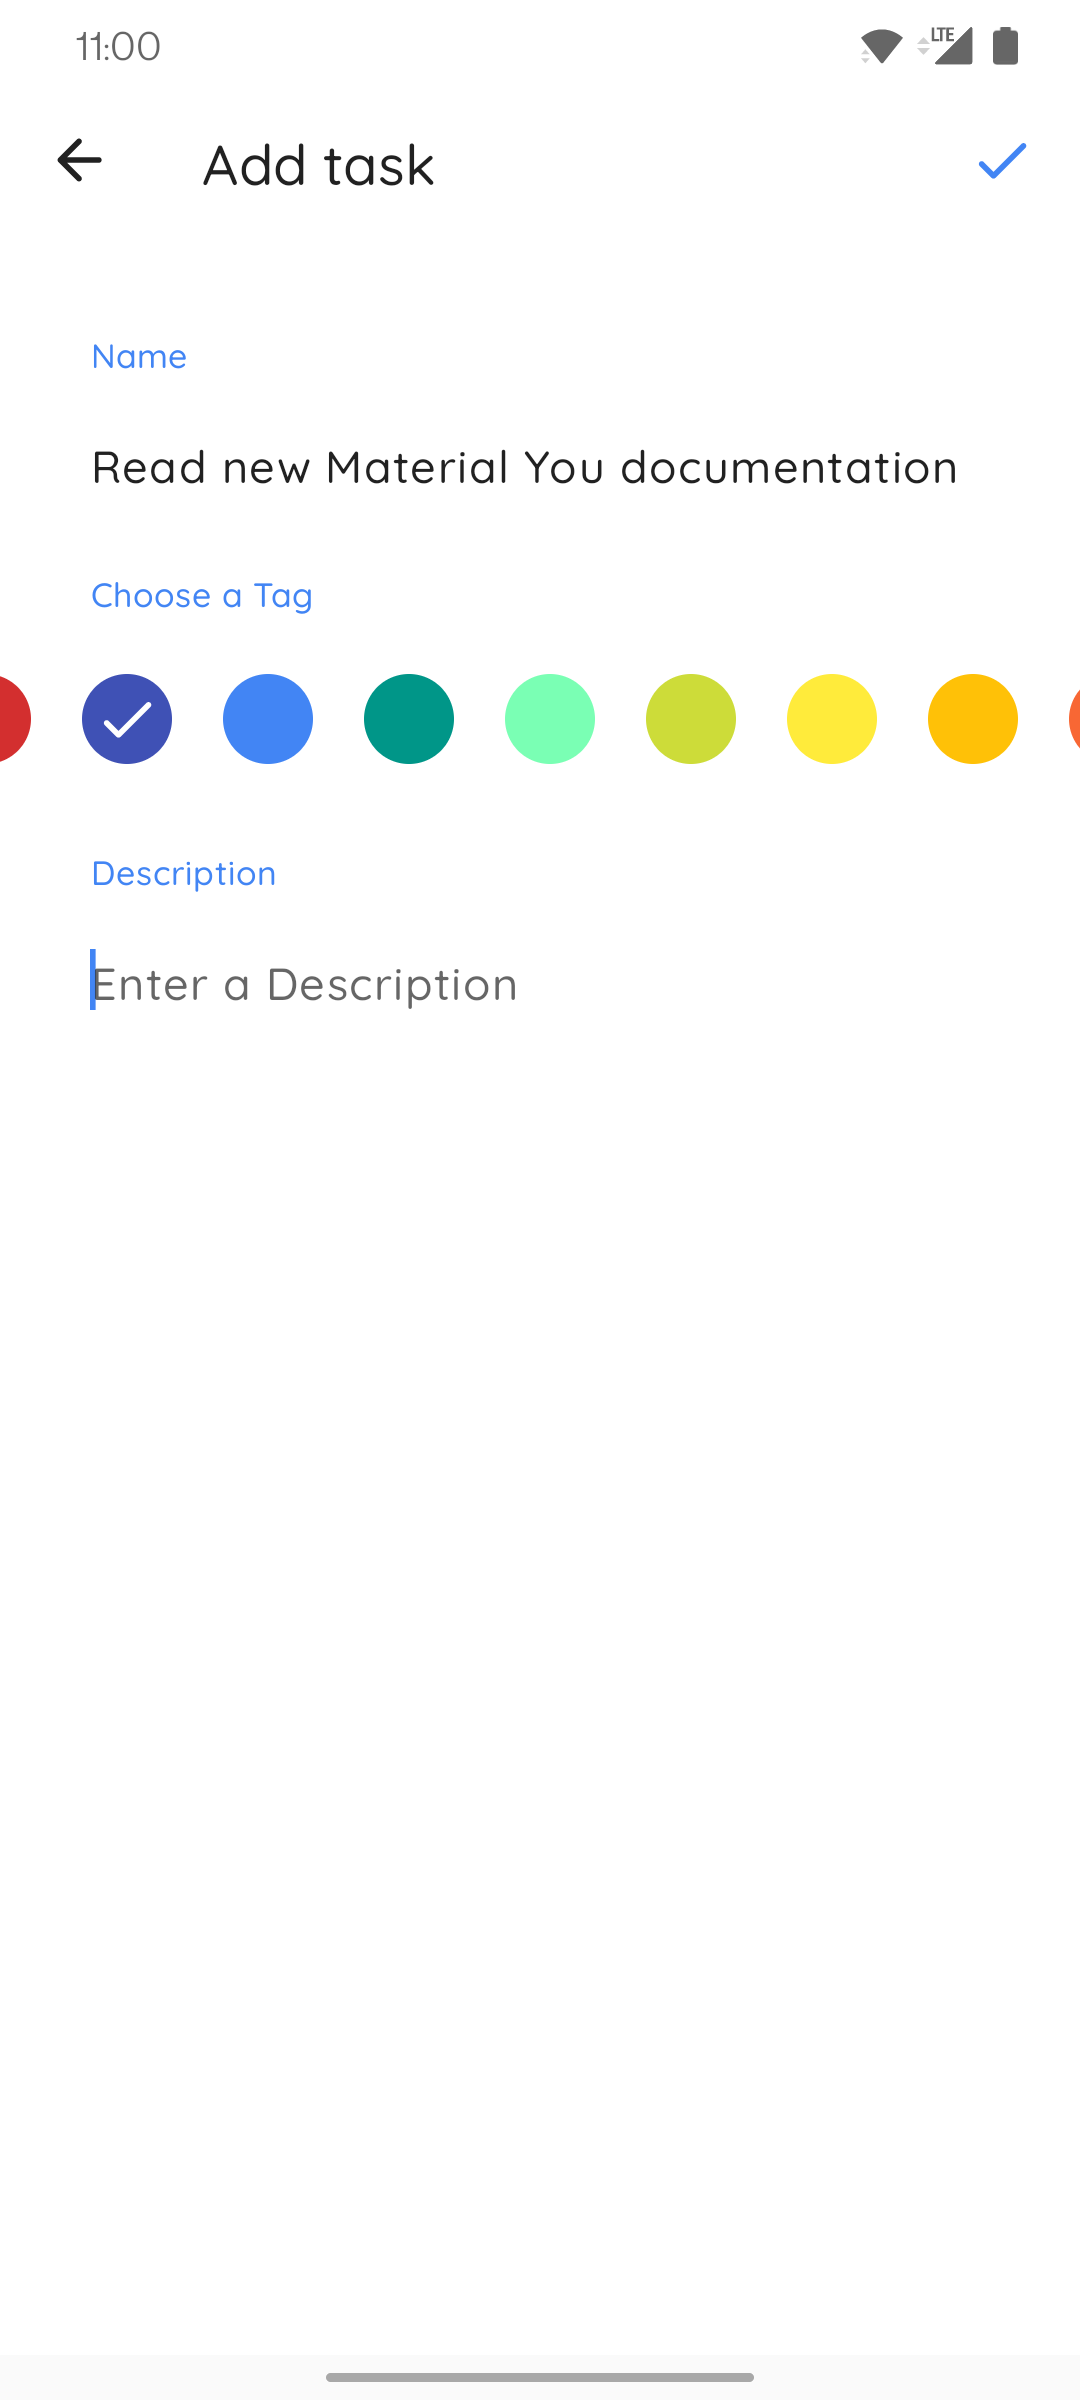 11:00
LTE
Add task
Name
Read new Material You documentation
Choose a Tag
Description
Enter a Description